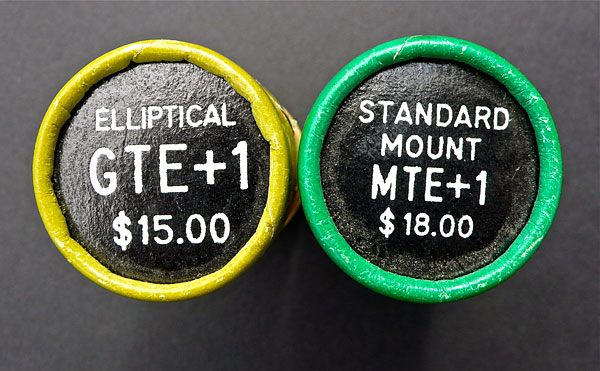 ELLIPTICAL
GTE+1
$15.00
STANDARD
MOUNT
MTE+1
$18.00